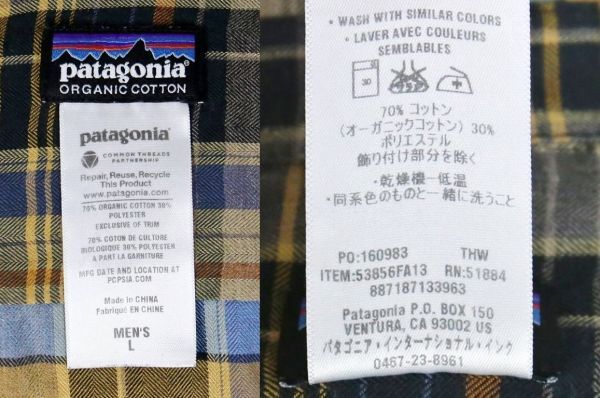 patagonia
ORGANIC COTTON
patagonia
COMMON THREADS
PARTNERSHIP
Repair, Reuse, Recycle
This Product
www.patagonia.com
70% ORGANIC COTTON 30%
POLYESTER
EXCLUSIVE OF TRIM
70% COTON DE CULTURE
BIOLOGIQUE 30% POLYESTER
A PART LA GARNITURE
MFG DATE AND LOCATION AT
PCPSIA.COM
Made in CHINA
Fabriqué en CHINE
MEN'S
L
• WASH WITH SIMILAR COLORS
• LAVER AVEC COULEURS
SEMBLABLES
30
70% コットン
(オーガニックコットン) 30%
ポリエステル
飾り付け部分を除く
・乾燥機-低温
・同系色のものと一緒に洗うこと
PO:160983 THW
ITEM:53856FA13 RN:51884
887187133963
Patagonia P.O. BOX 150
VENTURA, CA 93002 US
パタゴニア・インターナショナル・インク
0467-23-8961